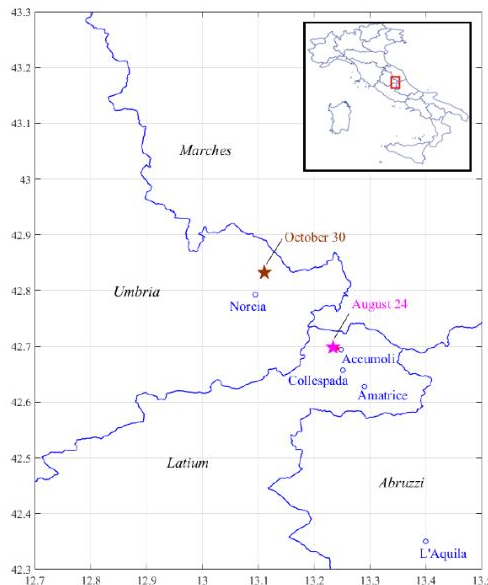 43.3
43.2
43.1
Marches
43
42.9
October 30
42.8
Umbria
Norcia
August 24
42.7
Accumoli
Collespada
42.6
Amatrice
42.5
Latium
Abruzzi
42.4
L'Aquila
42.3
12.7 12.8 12.9 13 13.1 13.2 13.3 13.4